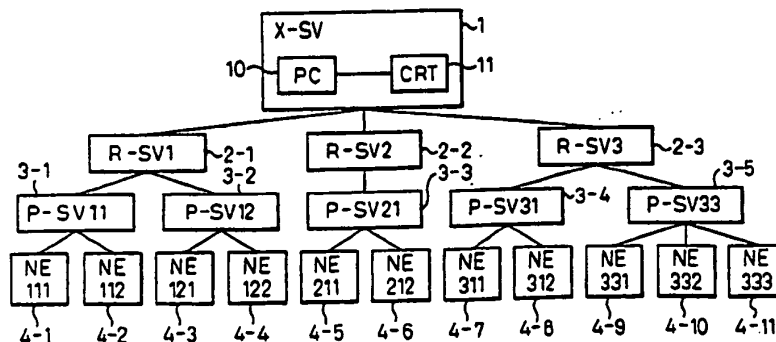 X-SV
1
10
PC
CRT
11
R-SV1
2-1
R-SV2
2-2
R-SV3
2-3
3-1
P-SV11
3-2
P-SV12
3-3
P-SV21
P-SV31
3-4
3-5
P-SV33
NE 111
NE 112
NE 121
NE 122
NE 211
NE 212
NE 311
NE 312
NE 331
NE 332
NE 333
4-1
4-2
4-3
4-4
4-5
4-6
4-7
4-8
4-9
4-10
4-11